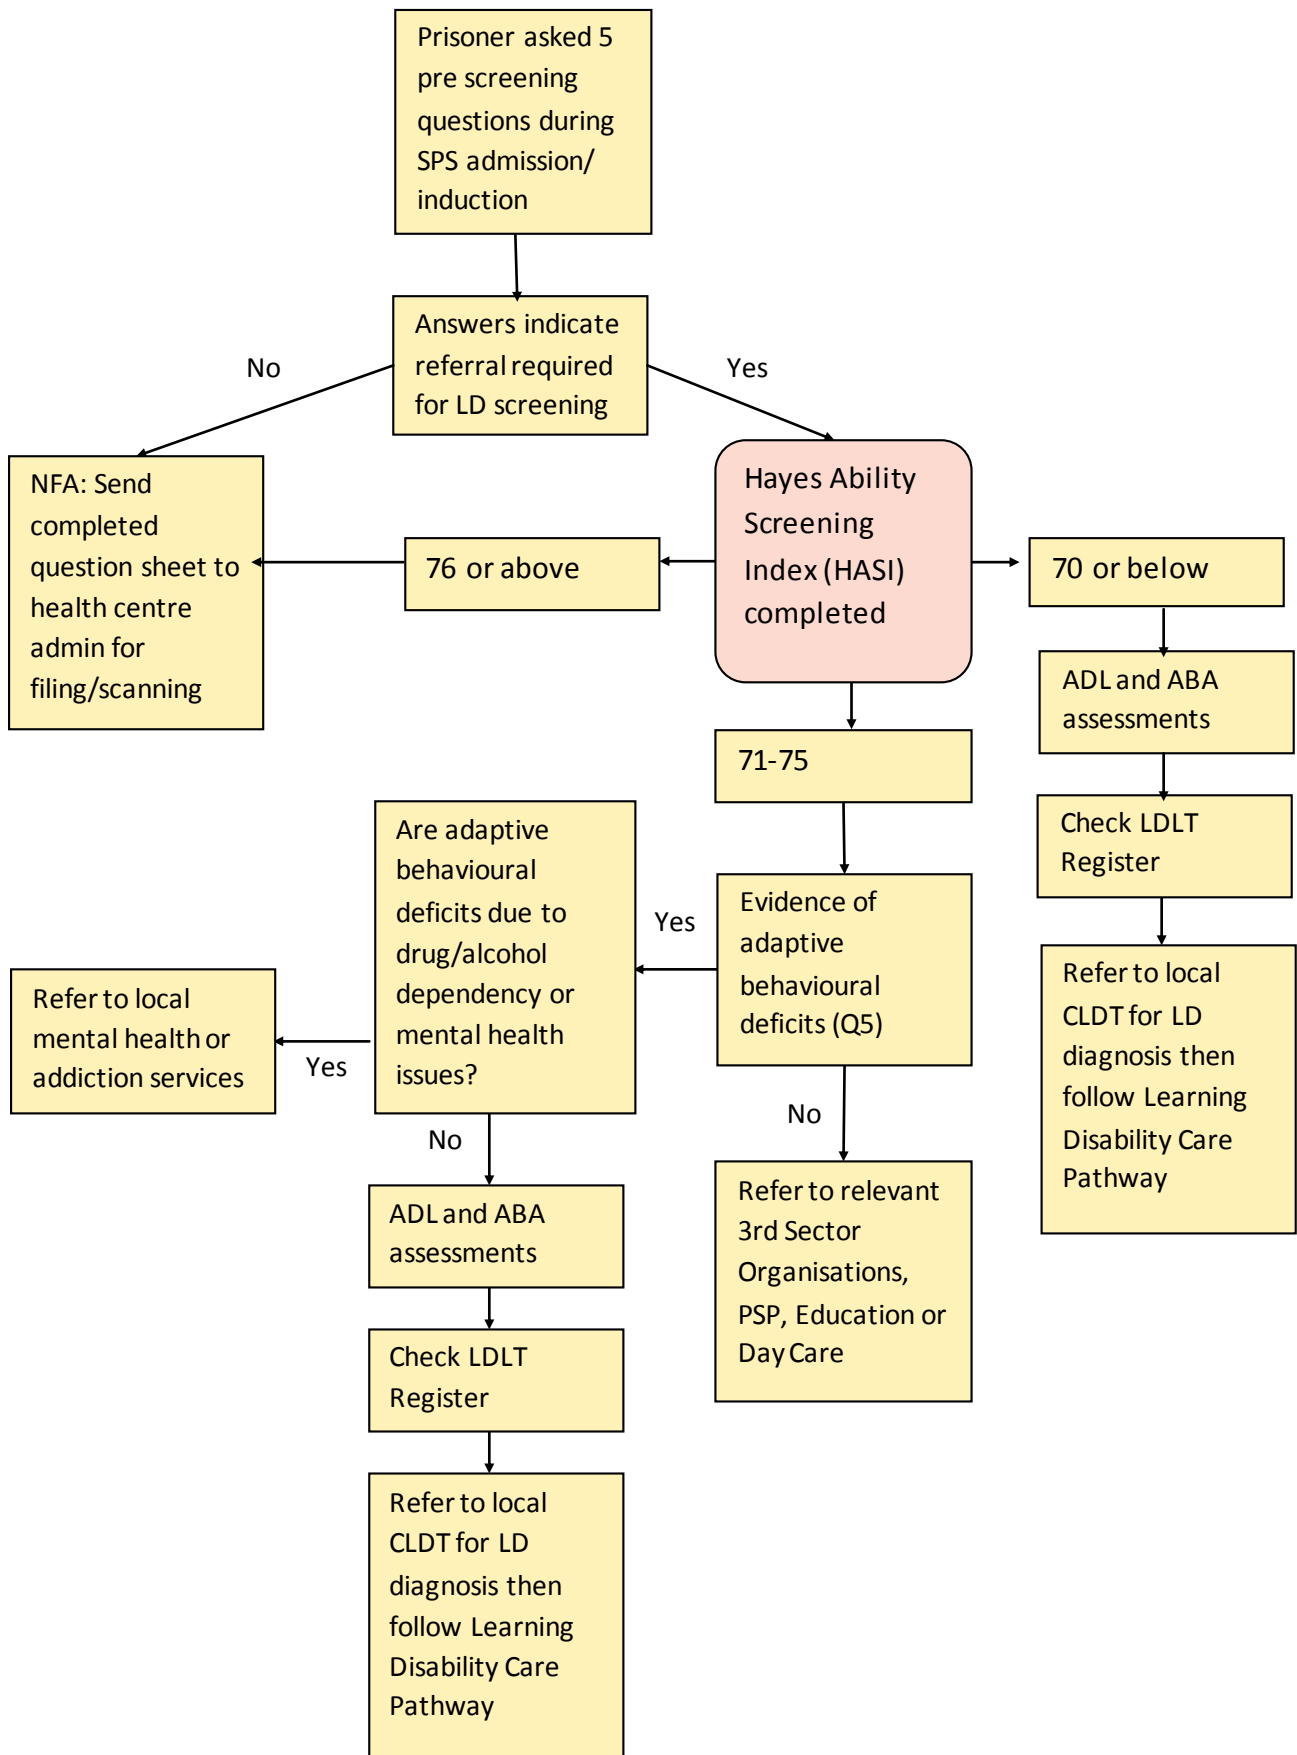 Prisoner asked 5
pre screening
questions during
SPS admission/
induction
Answers indicate
referral required
for LD screening
No
Yes
NFA: Send
completed
question sheet to
health centre
admin for
filing/scanning
76 or above
Hayes Ability
Screening
Index (HASI)
completed
70 or below
ADL and ABA
assessments
71-75
Check LDLT
Register
Are adaptive
behavioural
deficits due to
drug/alcohol
dependency or
mental health
issues?
Yes
Evidence of
adaptive
behavioural
deficits (Q5)
Refer to local
CLDT for LD
diagnosis then
follow Learning
Disability Care
Pathway
Refer to local
mental health or
addiction services
Yes
No
No
ADL and ABA
assessments
Refer to relevant
3rd Sector
Organisations,
PSP, Education or
Day Care
Check LDLT
Register
Refer to local
CLDT for LD
diagnosis then
follow Learning
Disability Care
Pathway